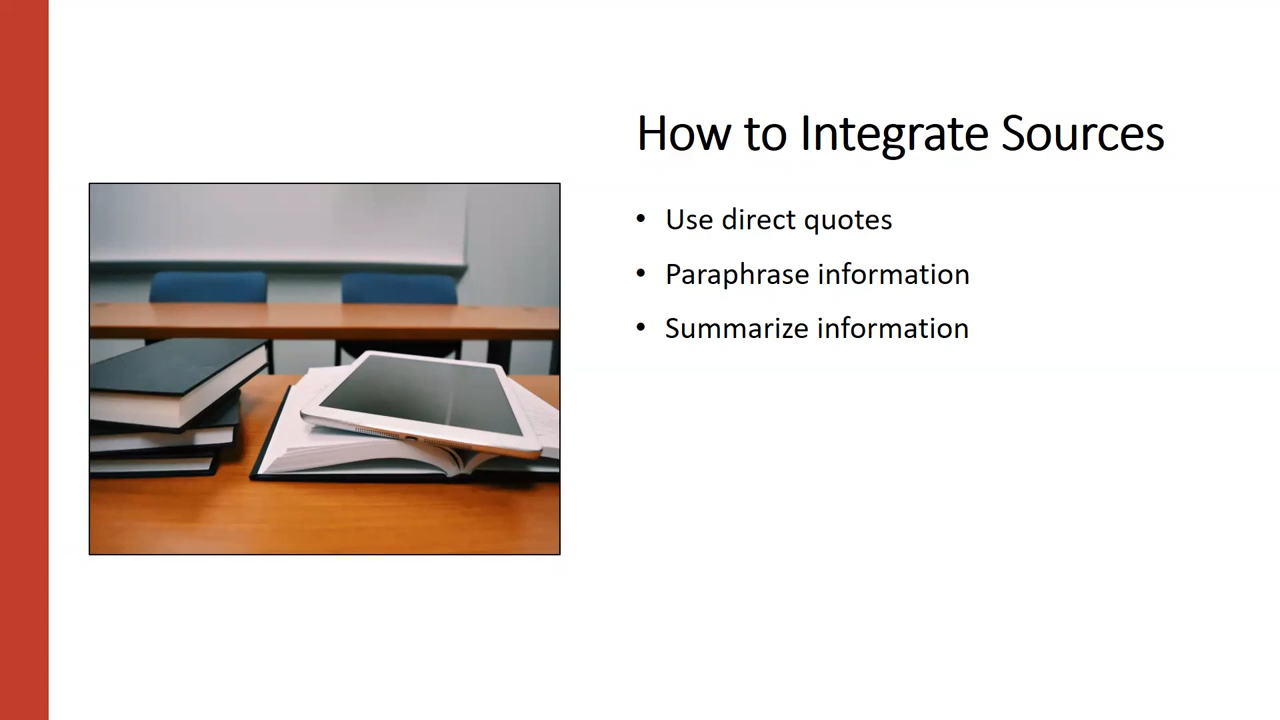 How to Integrate Sources
• Use direct quotes
• Paraphrase information
• Summarize information